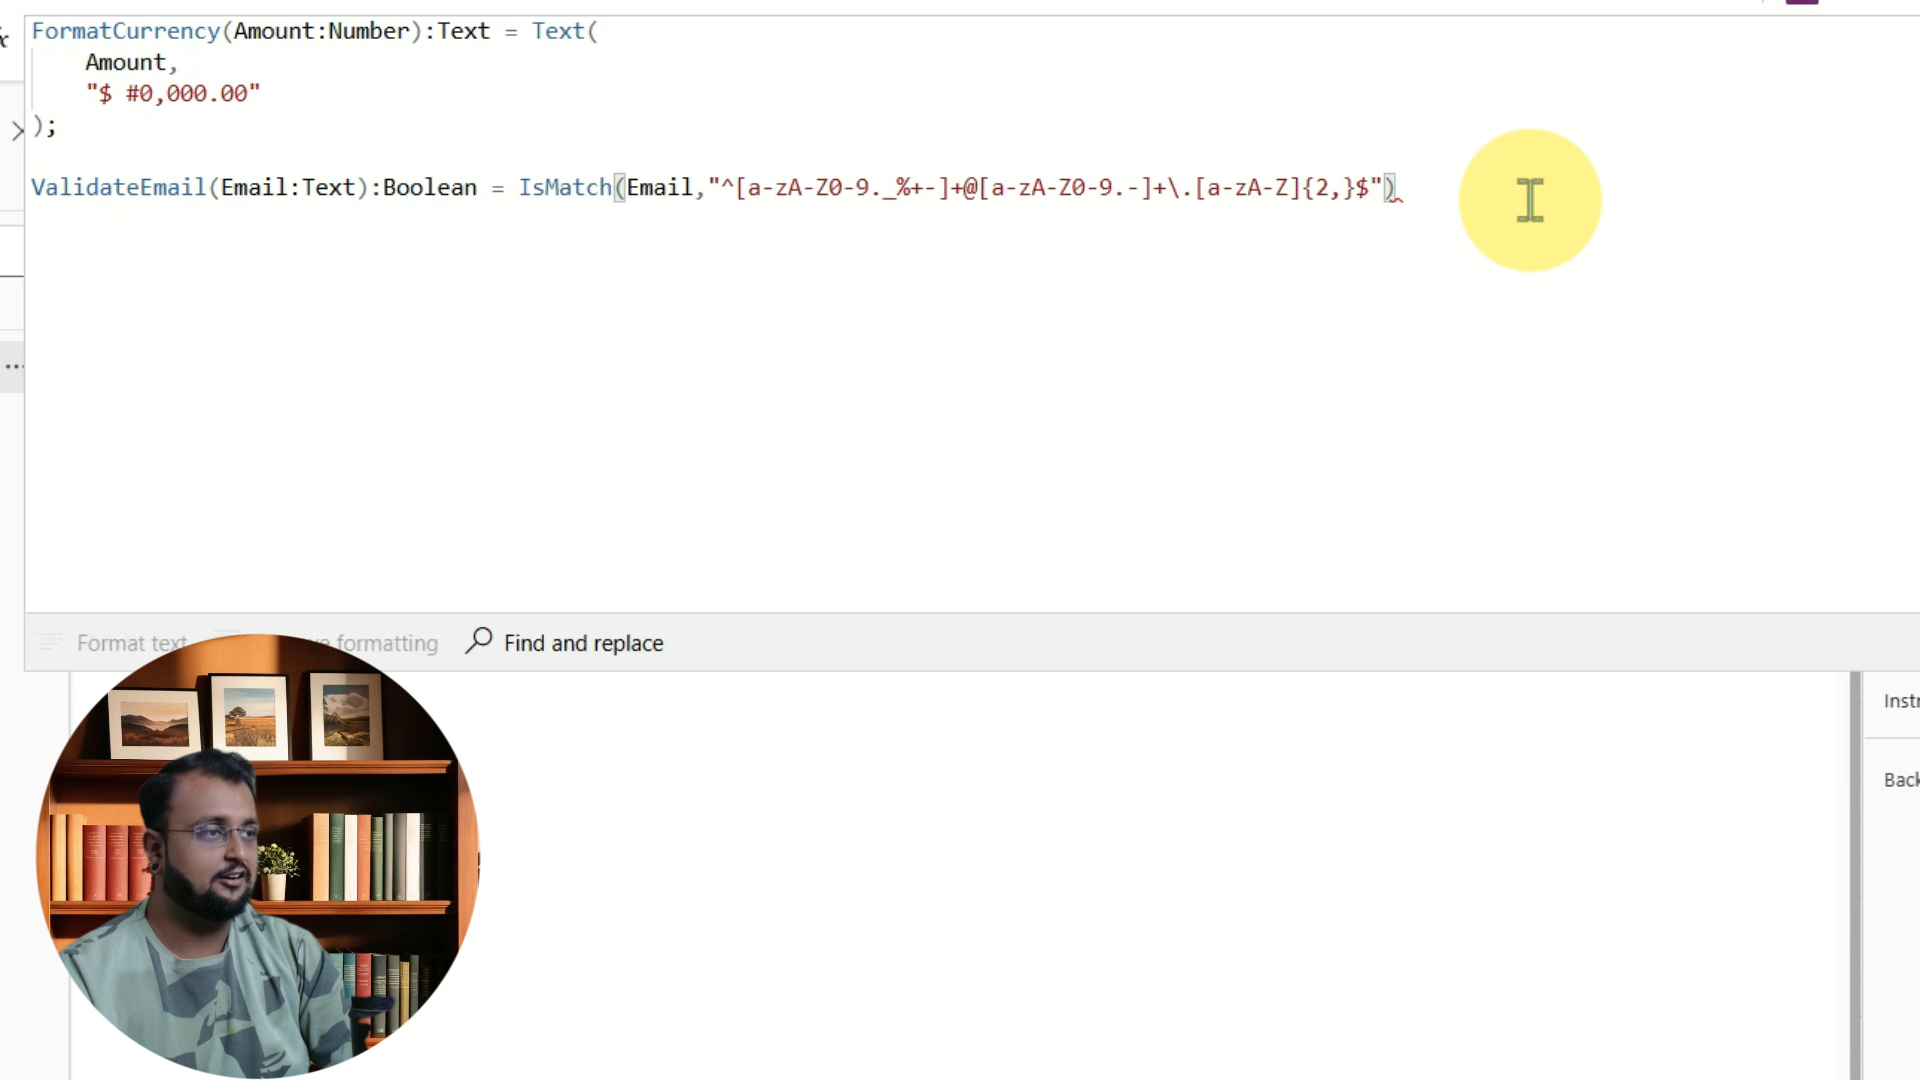 FormatCurrency(Amount:Number):Text = Text(
Amount,
"$ #0,000.00"
);
ValidateEmail(Email:Text):Boolean = IsMatch(Email,"^[a-zA-Z0-9._%+-]+@[a-zA-Z0-9.-]+\.[a-zA-Z]{2,}$")
Format text
formatting
Find and replace
Instr
Back